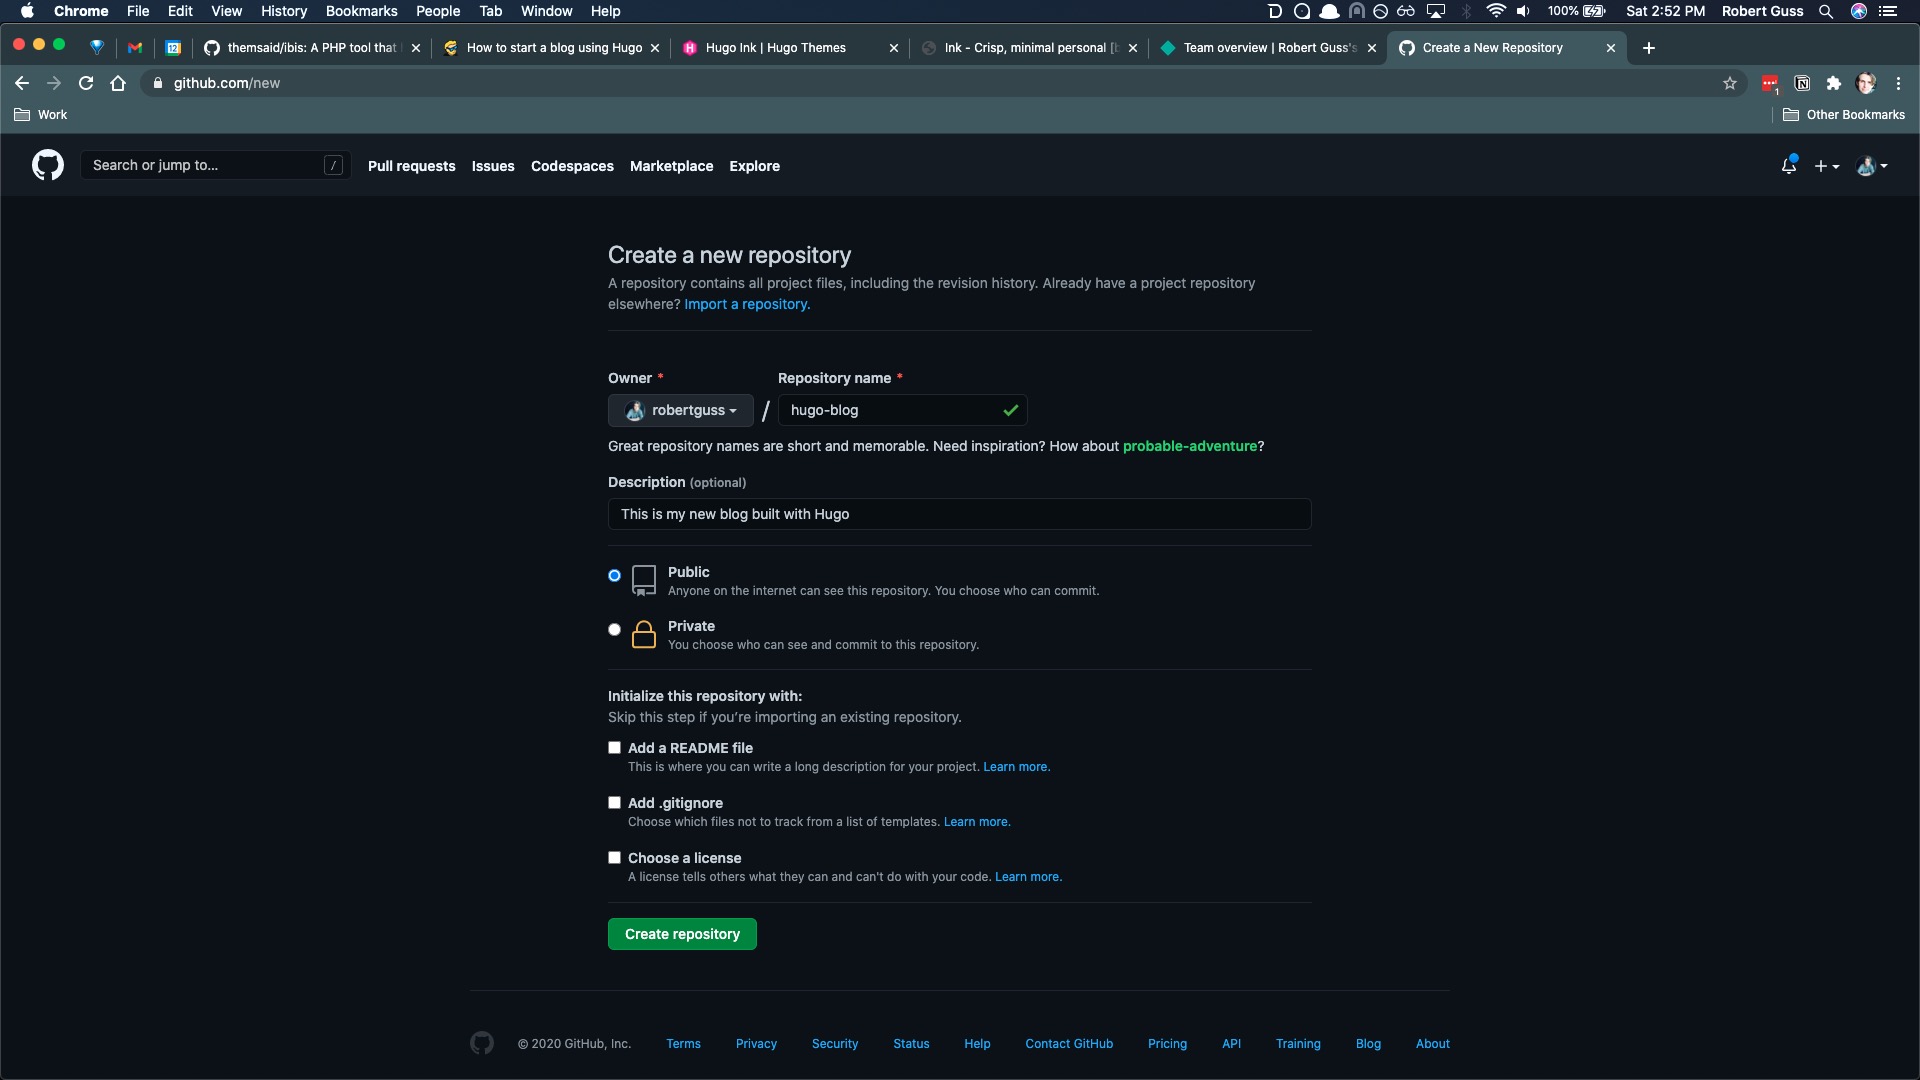 Chrome File Edit View History Bookmarks People Tab Window Help 100% Sat 2:52 PM Robert Guss
12 themsaid/ibis: A PHP tool that How to start a blog using Hugo Hugo Ink | Hugo Themes Ink - Crisp, minimal personal [b Team overview | Robert Guss's Create a New Repository
github.com/new 1
Work Other Bookmarks
Search or jump to... / Pull requests Issues Codespaces Marketplace Explore
Create a new repository
A repository contains all project files, including the revision history. Already have a project repository
elsewhere? Import a repository.
Owner * Repository name *
robertguss / hugo-blog
Great repository names are short and memorable. Need inspiration? How about probable-adventure?
Description (optional)
This is my new blog built with Hugo
Public
Anyone on the internet can see this repository. You choose who can commit.
Private
You choose who can see and commit to this repository.
Initialize this repository with:
Skip this step if you're importing an existing repository.
Add a README file
This is where you can write a long description for your project. Learn more.
Add .gitignore
Choose which files not to track from a list of templates. Learn more.
Choose a license
A license tells others what they can and can't do with your code. Learn more.
Create repository
© 2020 GitHub, Inc. Terms Privacy Security Status Help Contact GitHub Pricing API Training Blog About